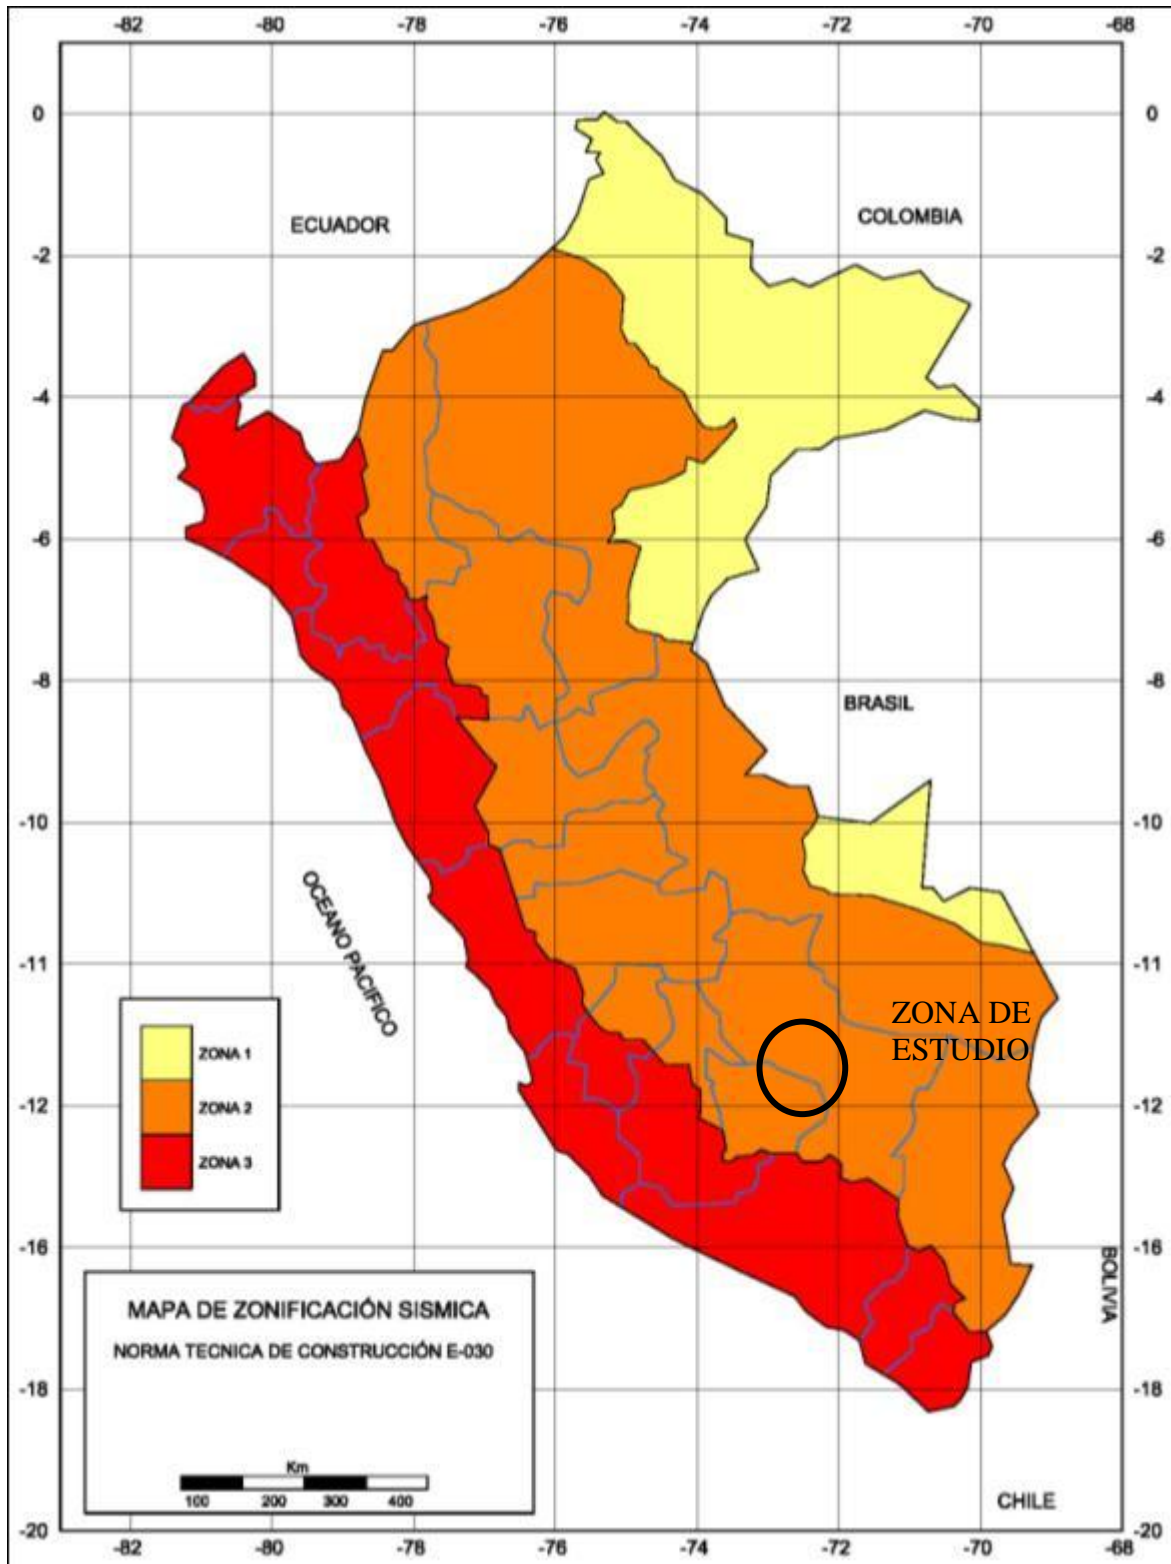 -82 -80 -78 -76 -74 -72 -70 -68
0 0
ECUADOR
COLOMBIA
-2 -2
-4 -4
-6 -6
-8 -8
BRASIL
-10 -10
OCEANO PACIFICO
-11 -11
ZONA DE
ESTUDIO
ZONA 1
ZONA 2
ZONA 3
-12 -12
-16 -16
BOLIVIA
MAPA DE ZONIFICACIÓN SISMICA
NORMA TECNICA DE CONSTRUCCIÓN E-030
-18 -18
Km
100 200 300 400
CHILE
-20 -20
-82 -80 -78 -76 -74 -72 -70 -68